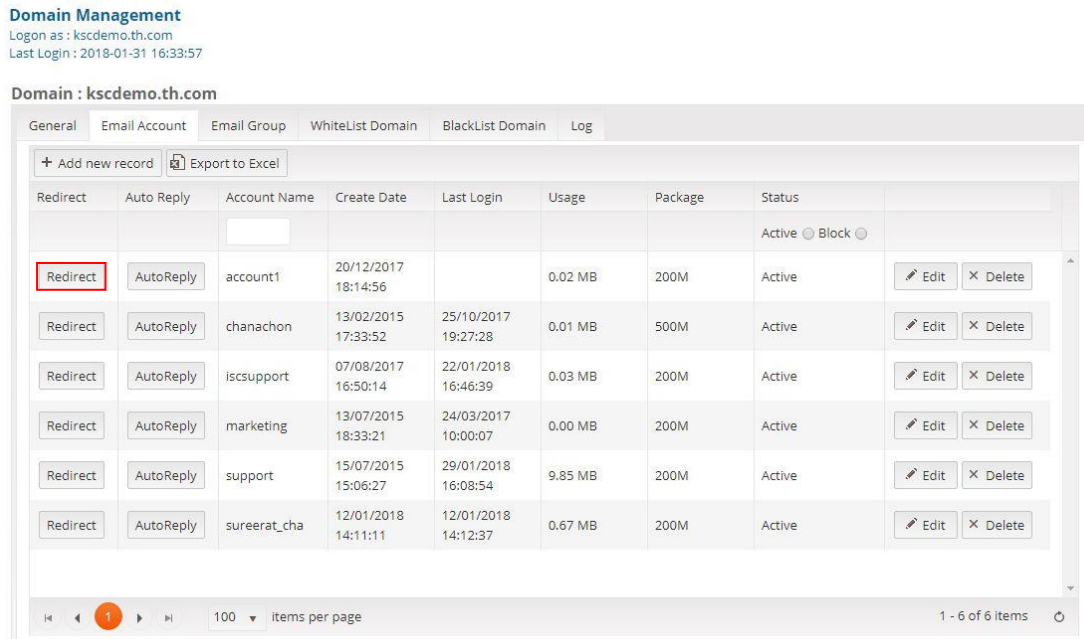 Domain Management
Logon as : kscdemo.th.com
Last Login : 2018-01-31 16:33:57
Domain : kscdemo.th.com
General Email Account Email Group WhiteList Domain BlackList Domain Log
+ Add new record Export to Excel
Redirect Auto Reply Account Name Create Date Last Login Usage Package Status
Active Block
Redirect AutoReply account1 20/12/2017 18:14:56 0.02 MB 200M Active Edit Delete
Redirect AutoReply chanachon 13/02/2015 17:33:52 25/10/2017 19:27:28 0.01 MB 500M Active Edit Delete
Redirect AutoReply iscsupport 07/08/2017 16:50:14 22/01/2018 16:46:39 0.03 MB 200M Active Edit Delete
Redirect AutoReply marketing 13/07/2015 18:33:21 24/03/2017 10:00:07 0.00 MB 200M Active Edit Delete
Redirect AutoReply support 15/07/2015 15:06:27 29/01/2018 16:08:54 9.85 MB 200M Active Edit Delete
Redirect AutoReply sureerat_cha 12/01/2018 14:11:11 12/01/2018 14:12:37 0.67 MB 200M Active Edit Delete
1 100 items per page 1 - 6 of 6 items